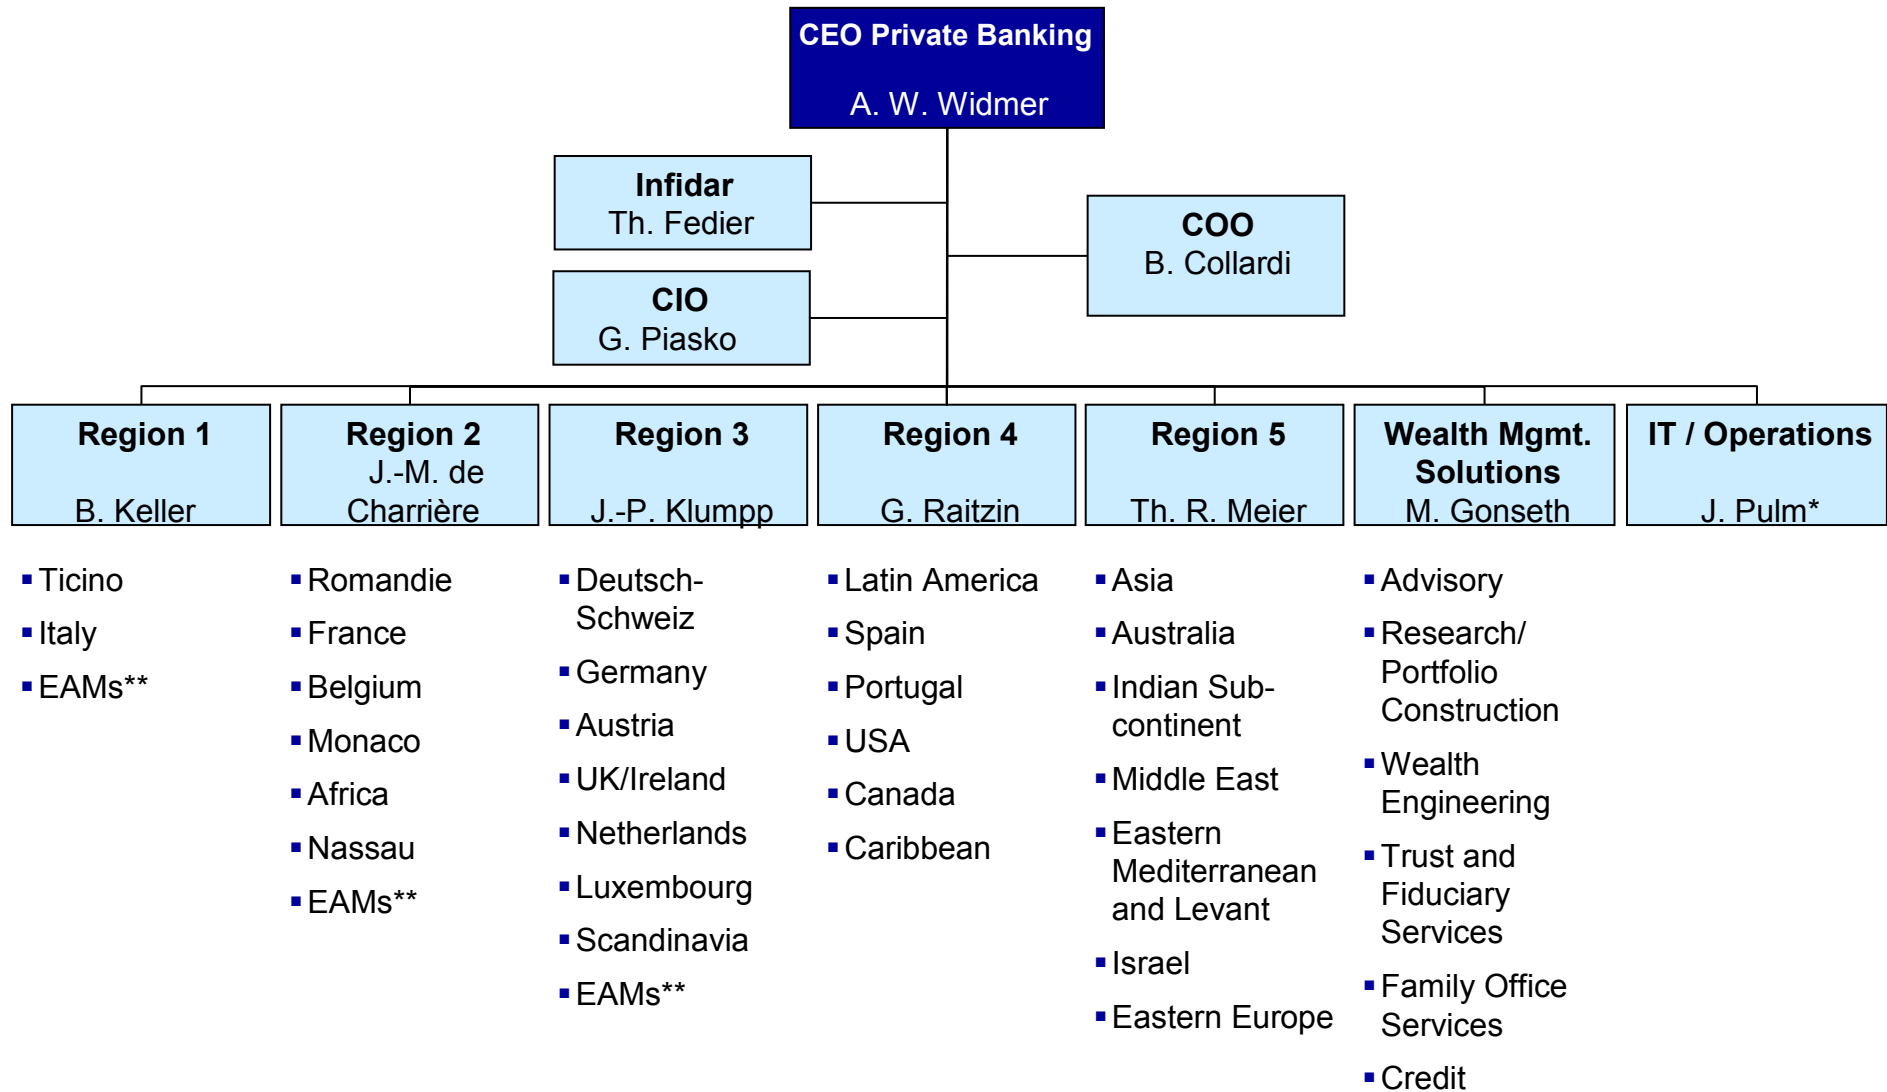 CEO Private Banking
A. W. Widmer
Infidar
Th. Fedier
COO
B. Collardi
CIO
G. Piasko
Region 1
B. Keller
▪ Ticino
▪ Italy
▪ EAMs**
Region 2
J.-M. de
Charrière
▪ Romandie
▪ France
▪ Belgium
▪ Monaco
▪ Africa
▪ Nassau
▪ EAMs**
Region 3
J.-P. Klumpp
▪ Deutsch-
Schweiz
▪ Germany
▪ Austria
▪ UK/Ireland
▪ Netherlands
▪ Luxembourg
▪ Scandinavia
▪ EAMs**
Region 4
G. Raitzin
▪ Latin America
▪ Spain
▪ Portugal
▪ USA
▪ Canada
▪ Caribbean
Region 5
Th. R. Meier
▪ Asia
▪ Australia
▪ Indian Sub-
continent
▪ Middle East
▪ Eastern
Mediterranean
and Levant
▪ Israel
▪ Eastern Europe
Wealth Mgmt.
Solutions
M. Gonseth
▪ Advisory
▪ Research/
Portfolio
Construction
▪ Wealth
Engineering
▪ Trust and
Fiduciary
Services
▪ Family Office
Services
▪ Credit
IT / Operations
J. Pulm*